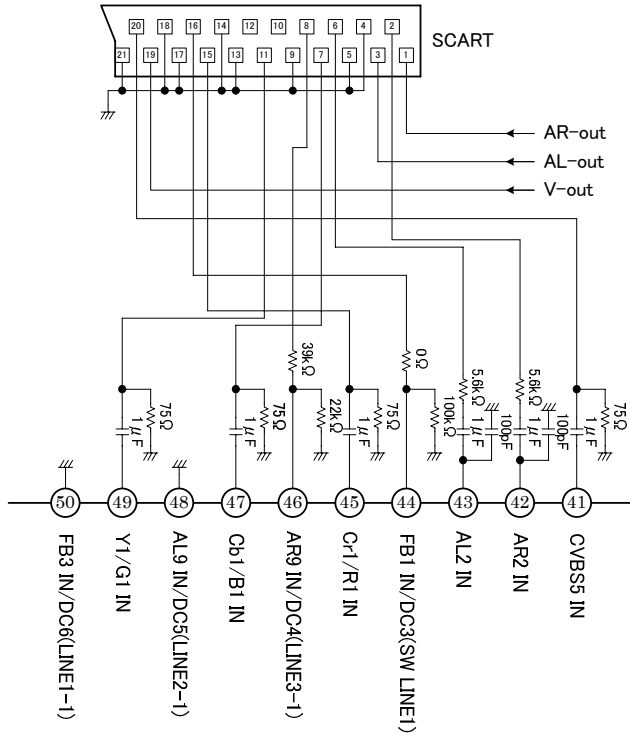 20 18 16 14 12 10 8 6 4 2
SCART
21 19 17 15 13 11 9 7 5 3 1
AR-out
AL-out
V-out
39kΩ
0Ω
5.6kΩ
5.6kΩ
75Ω
1μF
75Ω
1μF
22kΩ
75Ω
1μF
100kΩ
1μF
100pF
1μF
100pF
1μF
75Ω
50 49 48 47 46 45 44 43 42 41
FB3 IN/DC6(LINE1-1)
Y1/G1 IN
AL9 IN/DC5(LINE2-1)
Cb1/B1 IN
AR9 IN/DC4(LINE3-1)
Cr1/R1 IN
FB1 IN/DC3(SW LINE1)
AL2 IN
AR2 IN
CVBS5 IN